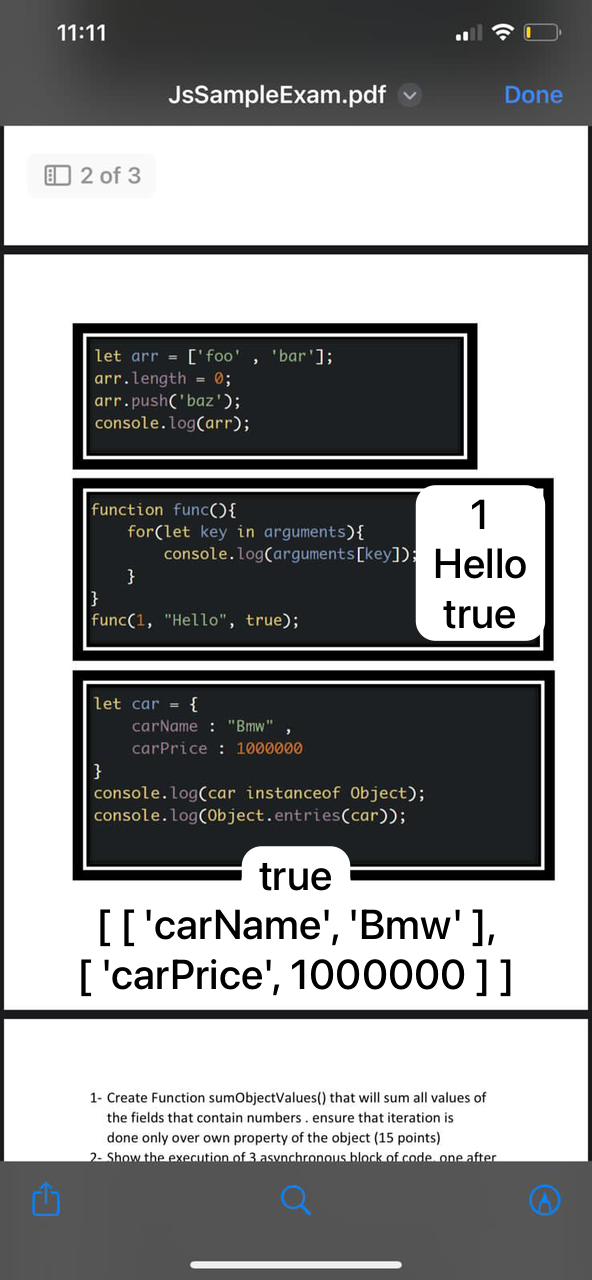 11:11
JsSampleExam.pdf
Done
2 of 3
let arr = ['foo' , 'bar'];
arr.length = 0;
arr.push('baz');
console.log(arr);
function func(){
for(let key in arguments){
console.log(arguments[key]);
}
}
func(1, "Hello", true);
1
Hello
true
let car = {
carName : "Bmw" ,
carPrice : 1000000
}
console.log(car instanceof Object);
console.log(Object.entries(car));
true
[ [ 'carName', 'Bmw' ],
[ 'carPrice', 1000000 ] ]
1- Create Function sumObjectValues() that will sum all values of
the fields that contain numbers . ensure that iteration is
done only over own property of the object (15 points)
2- Show the execution of 3 asynchronous block of code, one after